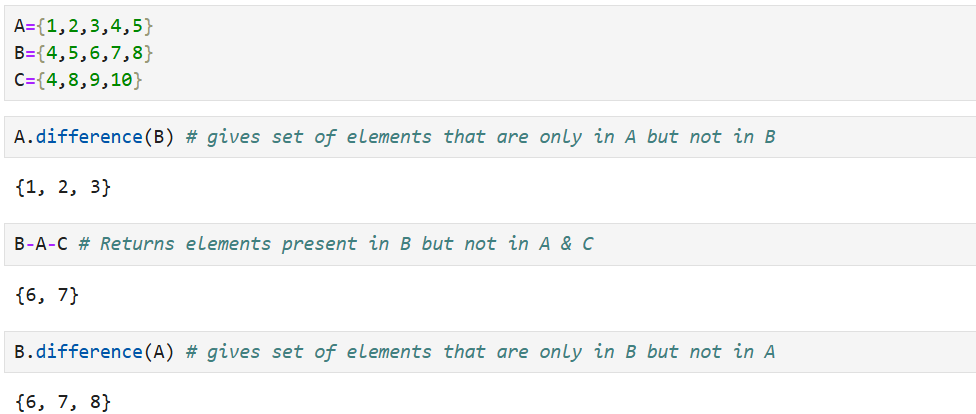 A={1,2,3,4,5}
B={4,5,6,7,8}
C={4,8,9,10}
A.difference(B) # gives set of elements that are only in A but not in B
{1, 2, 3}
B-A-C # Returns elements present in B but not in A & C
{6, 7}
B.difference(A) # gives set of elements that are only in B but not in A
{6, 7, 8}